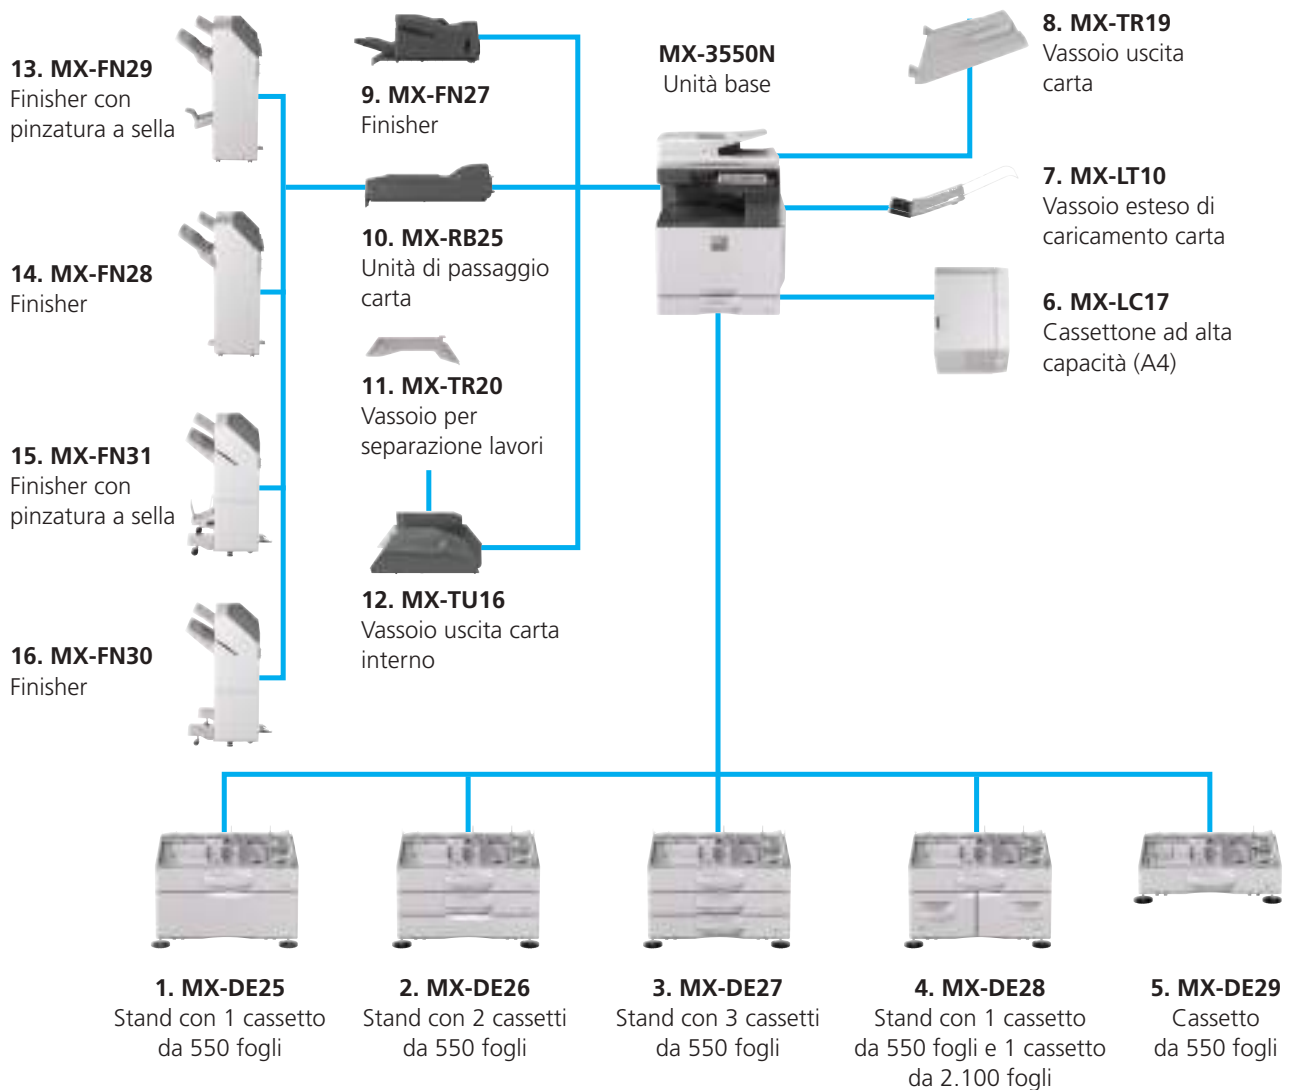 13. MX-FN29
Finisher con
pinzatura a sella
14. MX-FN28
Finisher
15. MX-FN31
Finisher con
pinzatura a sella
16. MX-FN30
Finisher
9. MX-FN27
Finisher
10. MX-RB25
Unità di passaggio
carta
11. MX-TR20
Vassoio per
separazione lavori
12. MX-TU16
Vassoio uscita carta
interno
MX-3550N
Unità base
8. MX-TR19
Vassoio uscita
carta
7. MX-LT10
Vassoio esteso di
caricamento carta
6. MX-LC17
Cassettone ad alta
capacità (A4)
1. MX-DE25
Stand con 1 cassetto
da 550 fogli
2. MX-DE26
Stand con 2 cassetti
da 550 fogli
3. MX-DE27
Stand con 3 cassetti
da 550 fogli
4. MX-DE28
Stand con 1 cassetto
da 550 fogli e 1 cassetto
da 2.100 fogli
5. MX-DE29
Cassetto
da 550 fogli